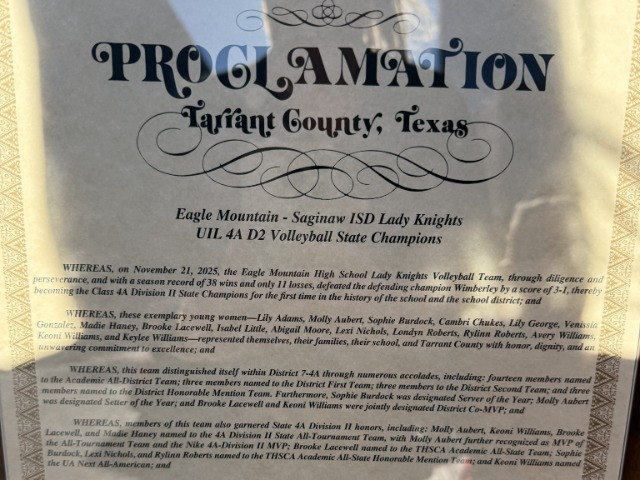 PROCLAMATION
Tarrant County, Texas
Eagle Mountain - Saginaw ISD Lady Knights
UIL 4A D2 Volleyball State Champions
WHEREAS, on November 21, 2025, the Eagle Mountain High School Lady Knights Volleyball Team, through diligence and
perseverance, and with a season record of 38 wins and only 11 losses, defeated the defending champion Wimberley by a score of 3-1, thereby
becoming the Class 4A Division II State Champions for the first time in the history of the school and the school district; and
WHEREAS, these exemplary young women—Lily Adams, Molly Aubert, Sophie Burdock, Cambri Chukes, Lily George, Venissia
Gonzulez, Madie Haney, Brooke Lacewell, Isabel Little, Abigail Moore, Lexi Nichols, Londyn Roberts, Rylinn Roberts, Avery Williams,
Keoni Williams, and Keylee Williams—represented themselves, their families, their school, and Tarrant County with honor, dignity, and an
unwavering commitment to excellence; and
WHEREAS, this team distinguished itself within District 7-4A through numerous accolades, including: fourteen members named
to the Academic All-District Team; three members named to the District First Team; three members to the District Second Team; and three
members named to the District Honorable Mention Team. Furthermore, Sophie Burdock was designated Server of the Year; Molly Aubert
was designated Setter of the Year; and Brooke Lacewell and Keoni Williams were jointly designated District Co-MVP; and
WHEREAS, members of this team also garnered State 4A Division II honors, including: Molly Aubert, Keoni Williams, Brooke
Lacewell, and Madie Haney named to the 4A Division II State All-Tournament Team, with Molly Aubert further recognized as MVP of
the All-Tournament Team and the Nike 4A-Division II MVP; Brooke Lacewell named to the THSCA Academic All-State Team; Sophie
Burdock, Lexi Nichols, and Rylinn Roberts named to the THSCA Academic All-State Honorable Mention Team; and Keoni Williams named
the UA Next All-American; and